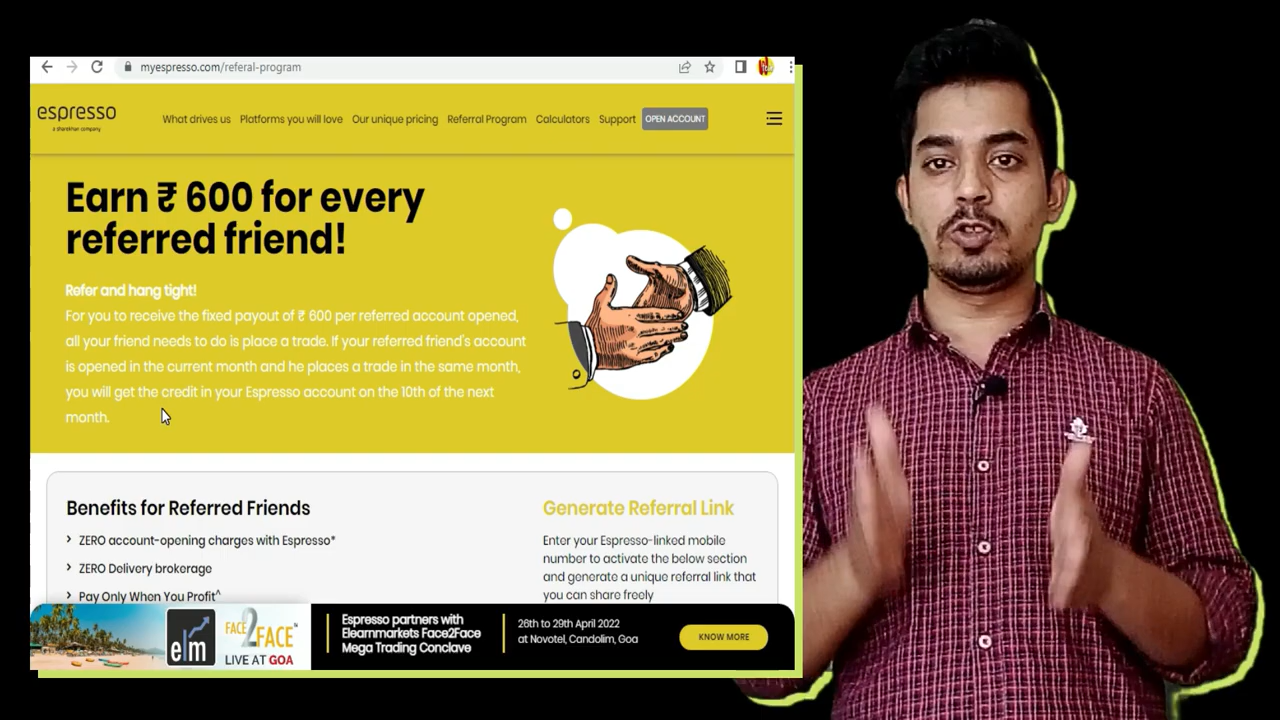 myespresso.com/referal-program
espresso
a sharekhan company
What drives us Platforms you will love Our unique pricing Referral Program Calculators Support OPEN ACCOUNT
Earn ₹ 600 for every
referred friend!
Refer and hang tight!
For you to receive the fixed payout of ₹ 600 per referred account opened,
all your friend needs to do is place a trade. If your referred friend's account
is opened in the current month and he places a trade in the same month,
you will get the credit in your Espresso account on the 10th of the next
month.
Benefits for Referred Friends
ZERO account-opening charges with Espresso*
ZERO Delivery brokerage
Pay Only When You Profit^
Generate Referral Link
Enter your Espresso-linked mobile
number to activate the below section
and generate a unique referral link that
you can share freely
elm
FACE2FACE
LIVE AT GOA
Espresso partners with
Elearnmarkets Face2Face
Mega Trading Conclave
26th to 29th April 2022
at Novotel, Candolim, Goa
KNOW MORE